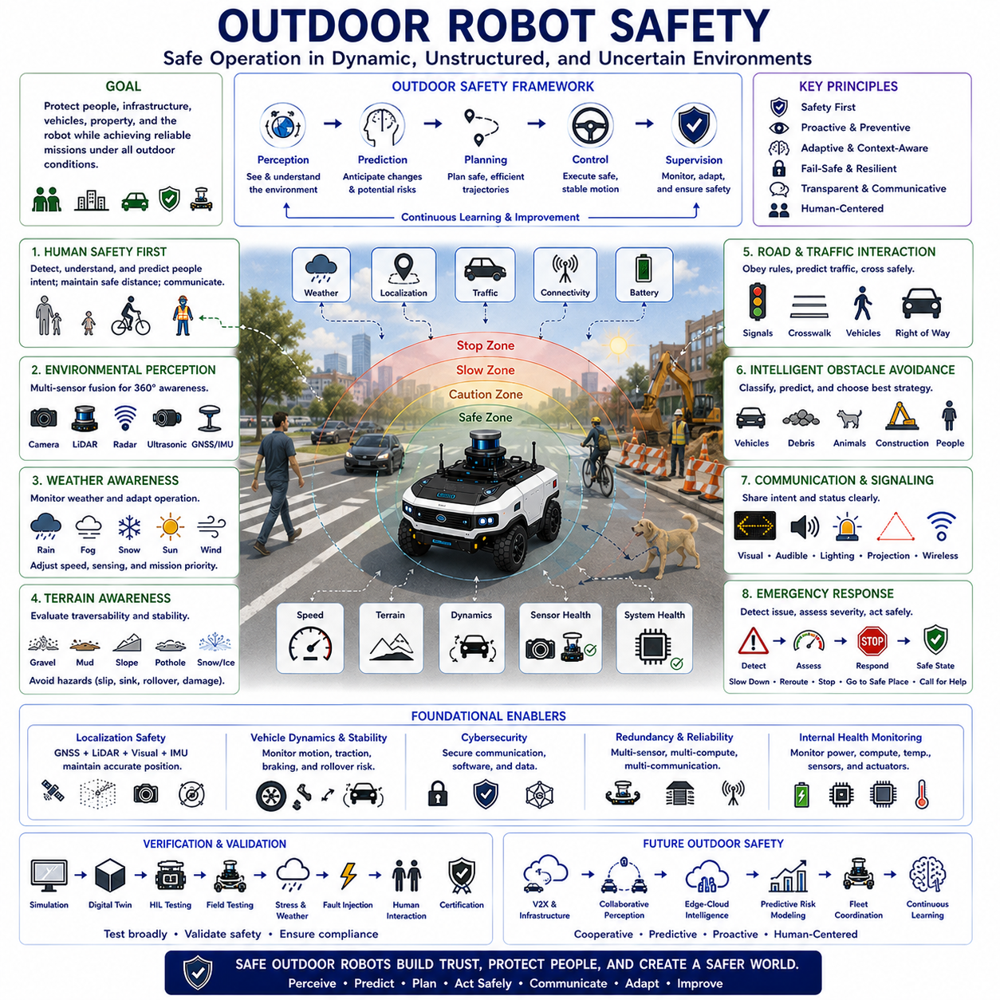 OUTDOOR ROBOT SAFETY
Safe Operation in Dynamic, Unstructured, and Uncertain Environments
GOAL
Protect people, infrastructure,
vehicles, property, and the
robot while achieving reliable
missions under all outdoor
conditions.
OUTDOOR SAFETY FRAMEWORK
Perception
See & understand
the environment
Prediction
Anticipate changes
& potential risks
Planning
Plan safe, efficient
trajectories
Control
Execute safe,
stable motion
Supervision
Monitor, adapt,
and ensure safety
Continuous Learning & Improvement
KEY PRINCIPLES
Safety First
Proactive & Preventive
Adaptive & Context-Aware
Fail-Safe & Resilient
Transparent & Communicative
Human-Centered
1. HUMAN SAFETY FIRST
Detect, understand, and predict people
intent; maintain safe distance; communicate.
2. ENVIRONMENTAL PERCEPTION
Multi-sensor fusion for 360° awareness.
Camera
LiDAR
Radar
Ultrasonic
GNSS/IMU
3. WEATHER AWARENESS
Monitor weather and adapt operation.
Rain
Fog
Snow
Sun
Wind
Adjust speed, sensing, and mission priority.
4. TERRAIN AWARENESS
Evaluate traversability and stability.
Gravel
Mud
Slope
Pothole
Snow/Ice
Avoid hazards (slip, sink, rollover, damage).
Weather
Localization
Traffic
Connectivity
Battery
Stop Zone
Slow Zone
Caution Zone
Safe Zone
Speed
Terrain
Dynamics
Sensor Health
System Health
5. ROAD & TRAFFIC INTERACTION
Obey rules, predict traffic, cross safely.
Signals
Crosswalk
Vehicles
Right of Way
6. INTELLIGENT OBSTACLE AVOIDANCE
Classify, predict, and choose best strategy.
Vehicles
Debris
Animals
Construction
People
7. COMMUNICATION & SIGNALING
Share intent and status clearly.
Visual • Audible • Lighting • Projection • Wireless
8. EMERGENCY RESPONSE
Detect issue, assess severity, act safely.
STOP
Detect
Assess
Respond
Safe State
Slow Down • Reroute • Stop • Go to Safe Place • Call for Help
FOUNDATIONAL ENABLERS
Localization Safety
GNSS + LiDAR + Visual + IMU
maintain accurate position.
Vehicle Dynamics & Stability
Monitor motion, traction,
braking, and rollover risk.
Cybersecurity
Secure communication,
software, and data.
Redundancy & Reliability
Multi-sensor, multi-compute,
multi-communication.
Internal Health Monitoring
Monitor power, compute, temp.,
sensors, and actuators.
VERIFICATION & VALIDATION
Simulation
Digital Twin
HIL Testing
Field Testing
Stress &
Weather
Fault Injection
Human
Interaction
Certification
Test broadly • Validate safety • Ensure compliance
FUTURE OUTDOOR SAFETY
V2X &
Infrastructure
Collaborative
Perception
Edge-Cloud
Intelligence
Predictive Risk
Modeling
Fleet
Coordination
Continuous
Learning
Cooperative • Predictive • Proactive • Human-Centered
SAFE OUTDOOR ROBOTS BUILD TRUST, PROTECT PEOPLE, AND CREATE A SAFER WORLD.
Perceive • Predict • Plan • Act Safely • Communicate • Adapt • Improve